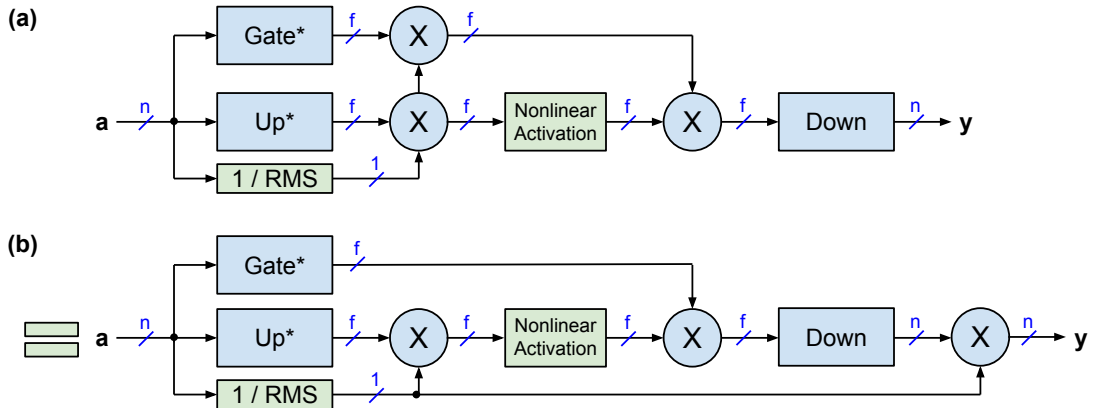 (a)
Gate* f X f
a n Up* f X f Nonlinear Activation f X f Down n y
1 / RMS 1
(b)
Gate* f
a n Up* f X f Nonlinear Activation f X f Down n X n y
1 / RMS 1